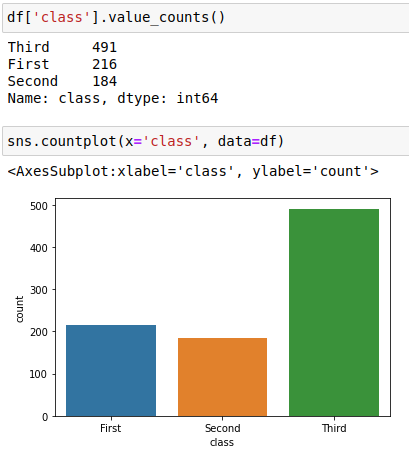 df['class'].value_counts()
Third     491
First     216
Second    184
Name: class, dtype: int64
sns.countplot(x='class', data=df)
<AxesSubplot:xlabel='class', ylabel='count'>
500
400
300
200
100
0
count
First Second Third
class